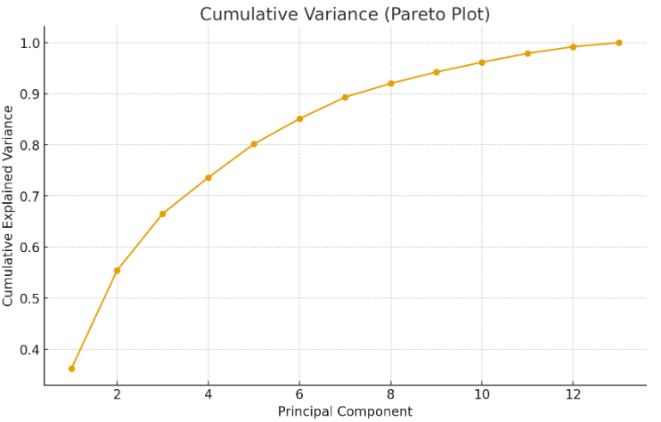 Cumulative Variance (Pareto Plot)
Cumulative Explained Variance
1.0
0.9
0.8
0.7
0.6
0.5
0.4
2 4 6 8 10 12
Principal Component